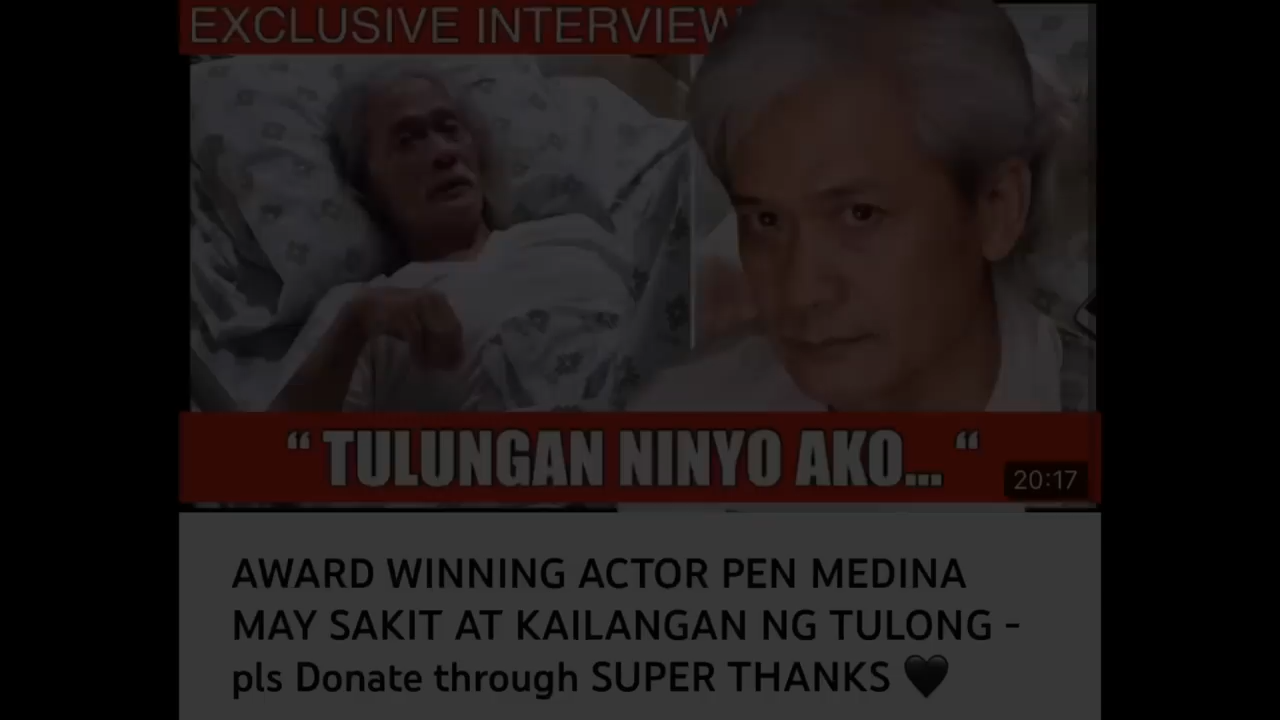 EXCLUSIVE INTERVIEW
“ TULUNGAN NINYO AKO... “
20:17
AWARD WINNING ACTOR PEN MEDINA
MAY SAKIT AT KAILANGAN NG TULONG -
pls Donate through SUPER THANKS 🖤